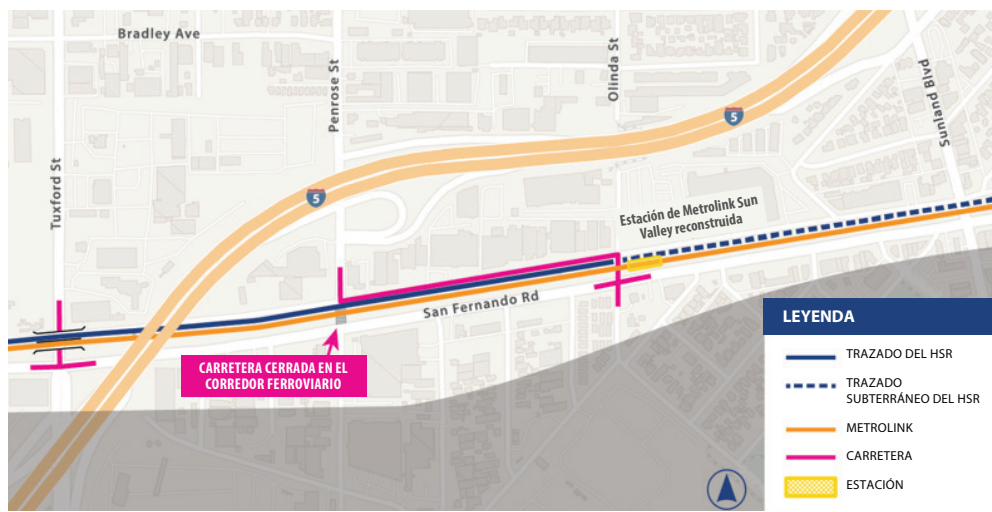 Bradley Ave
Penrose St
Olinda St
Sunland Blvd
Tuxford St
5
5
Estación de Metrolink Sun
Valley reconstruida
San Fernando Rd
CARRETERA CERRADA EN EL
CORREDOR FERROVIARIO
LEYENDA
TRAZADO DEL HSR
TRAZADO
SUBTERRÁNEO DEL HSR
METROLINK
CARRETERA
ESTACIÓN